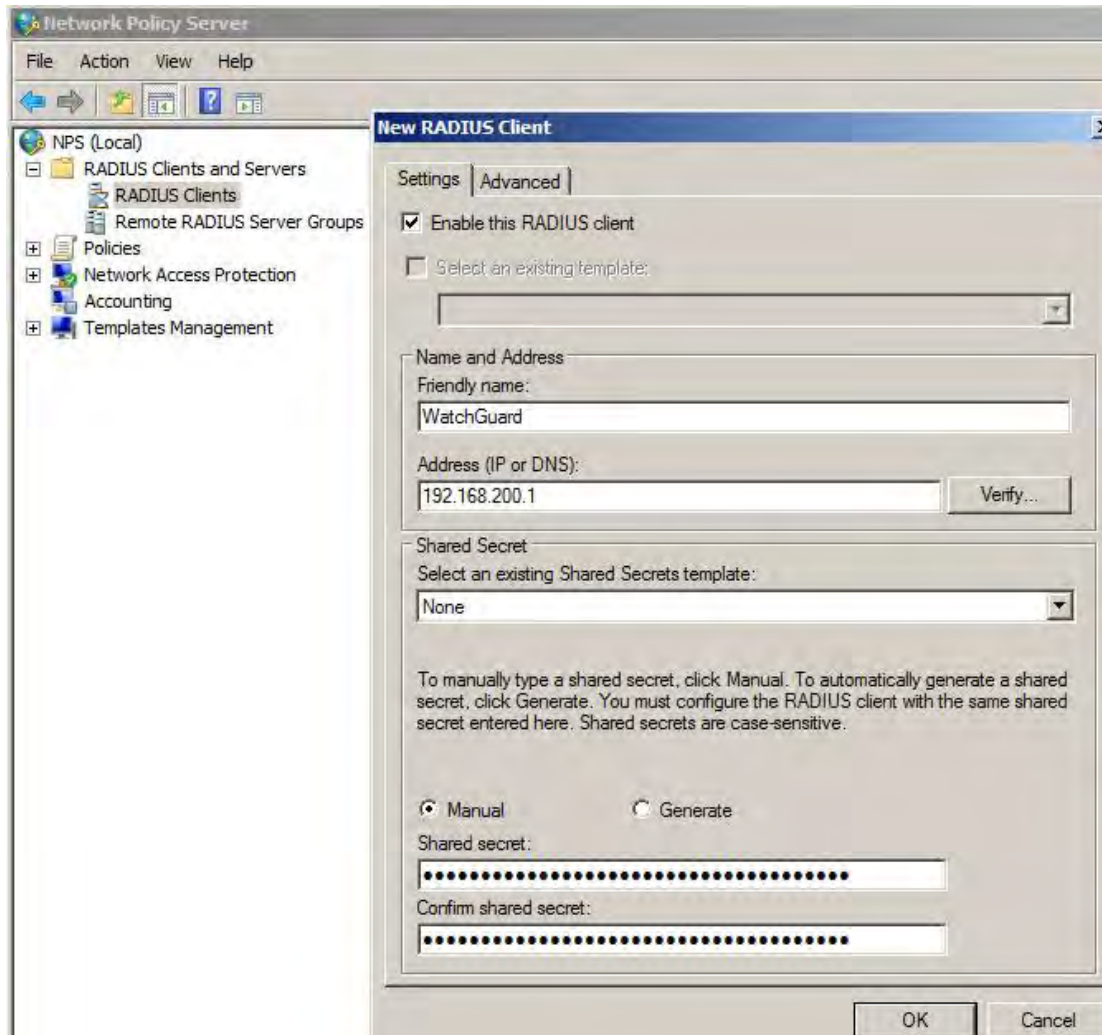 Network Policy Server
File Action View Help
NPS (Local)
RADIUS Clients and Servers
RADIUS Clients
Remote RADIUS Server Groups
Policies
Network Access Protection
Accounting
Templates Management
New RADIUS Client
Settings Advanced
Enable this RADIUS client
Select an existing template:
Name and Address
Friendly name:
WatchGuard
Address (IP or DNS):
192.168.200.1
Verify...
Shared Secret
Select an existing Shared Secrets template:
None
To manually type a shared secret, click Manual. To automatically generate a shared
secret, click Generate. You must configure the RADIUS client with the same shared
secret entered here. Shared secrets are case-sensitive.
Manual Generate
Shared secret:
Confirm shared secret:
OK Cancel